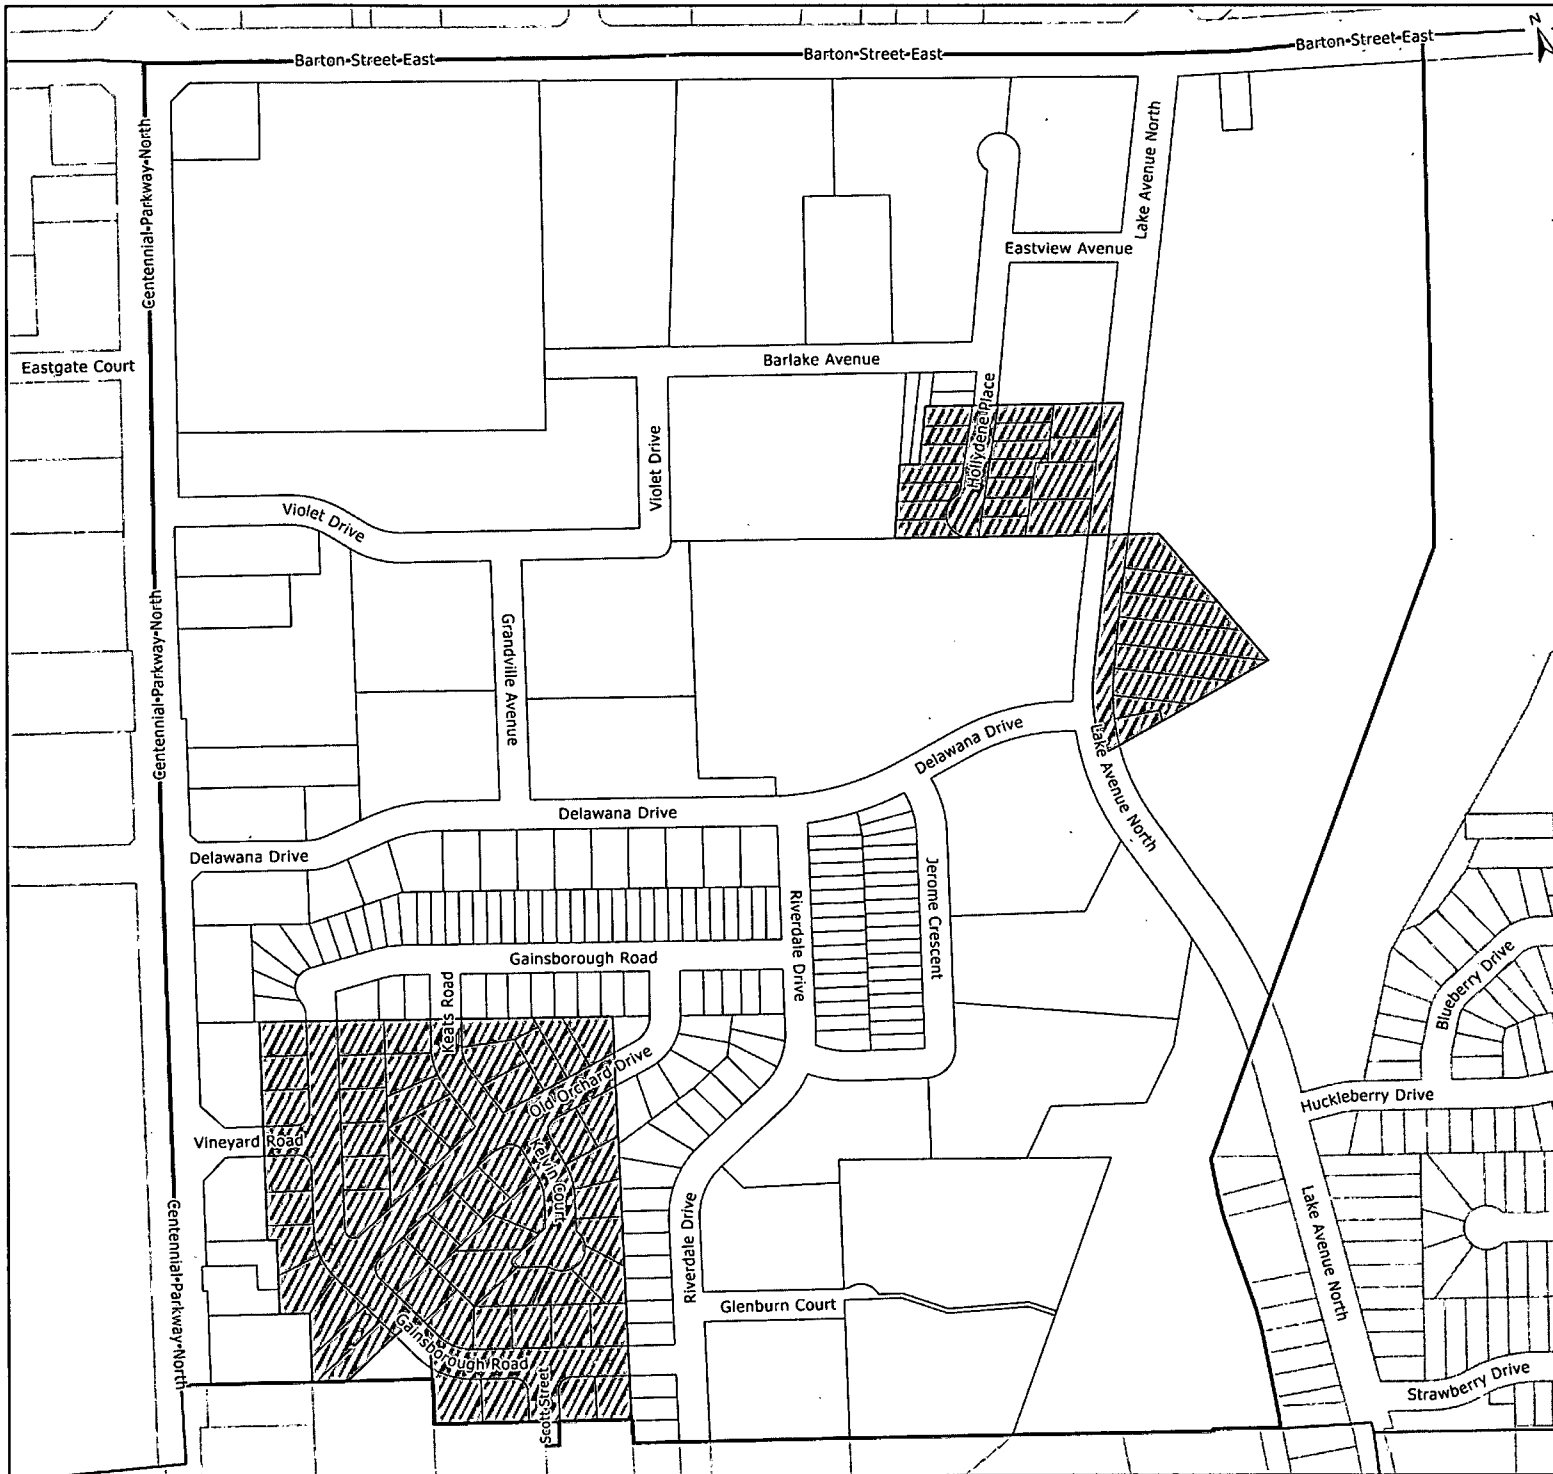 N
Barton-Street-East
Barton-Street-East
Barton-Street-East
Centennial-Parkway-North
Lake Avenue North
Eastview Avenue
Eastgate Court
Barlake Avenue
Hollydene Place
Violet Drive
Violet Drive
Centennial-Parkway-North
Grandville Avenue
Delawana Drive
Lake Avenue North
Delawana Drive
Delawana Drive
Riverdale Drive
Jerome Crescent
Gainsborough Road
Keats Road
Blueberry Drive
Old Orchard Drive
Huckleberry Drive
Vineyard Road
Kelvin Court
Centennial-Parkway-North
Riverdale Drive
Lake Avenue North
Glenburn Court
Gainsborough Road
Scott Street
Strawberry Drive